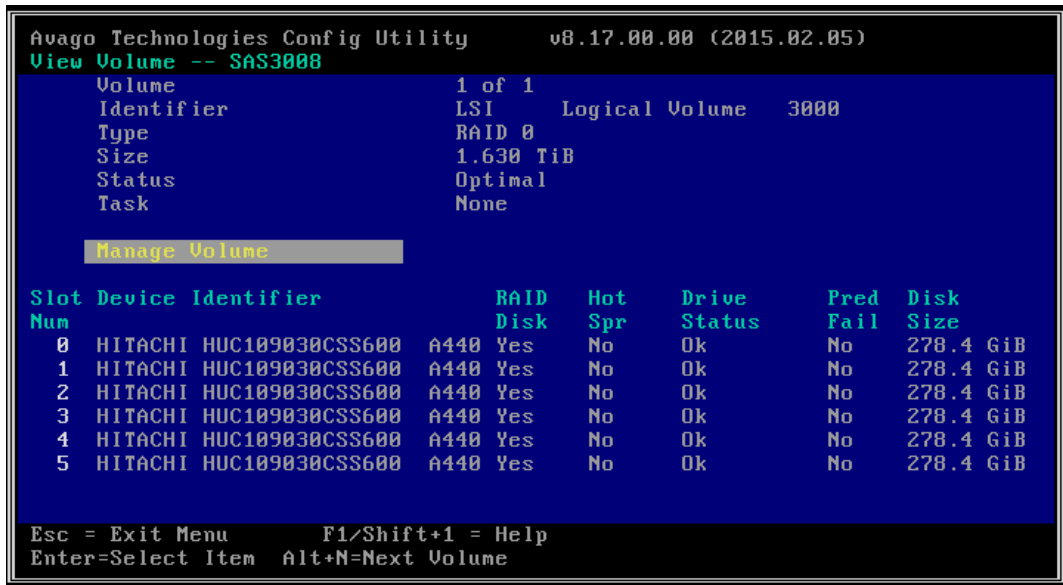 Avago Technologies Config Utility v8.17.00.00 (2015.02.05)
View Volume -- SAS3008
Volume 1 of 1
Identifier LSI Logical Volume 3000
Type RAID 0
Size 1.630 TiB
Status Optimal
Task None
Manage Volume
Slot Device Identifier RAID Hot Drive Pred Disk
Num Disk Spr Status Fail Size
0 HITACHI HUC109030CSS600 A440 Yes No Ok No 278.4 GiB
1 HITACHI HUC109030CSS600 A440 Yes No Ok No 278.4 GiB
2 HITACHI HUC109030CSS600 A440 Yes No Ok No 278.4 GiB
3 HITACHI HUC109030CSS600 A440 Yes No Ok No 278.4 GiB
4 HITACHI HUC109030CSS600 A440 Yes No Ok No 278.4 GiB
5 HITACHI HUC109030CSS600 A440 Yes No Ok No 278.4 GiB
Esc = Exit Menu F1/Shift+1 = Help
Enter=Select Item Alt+N=Next Volume